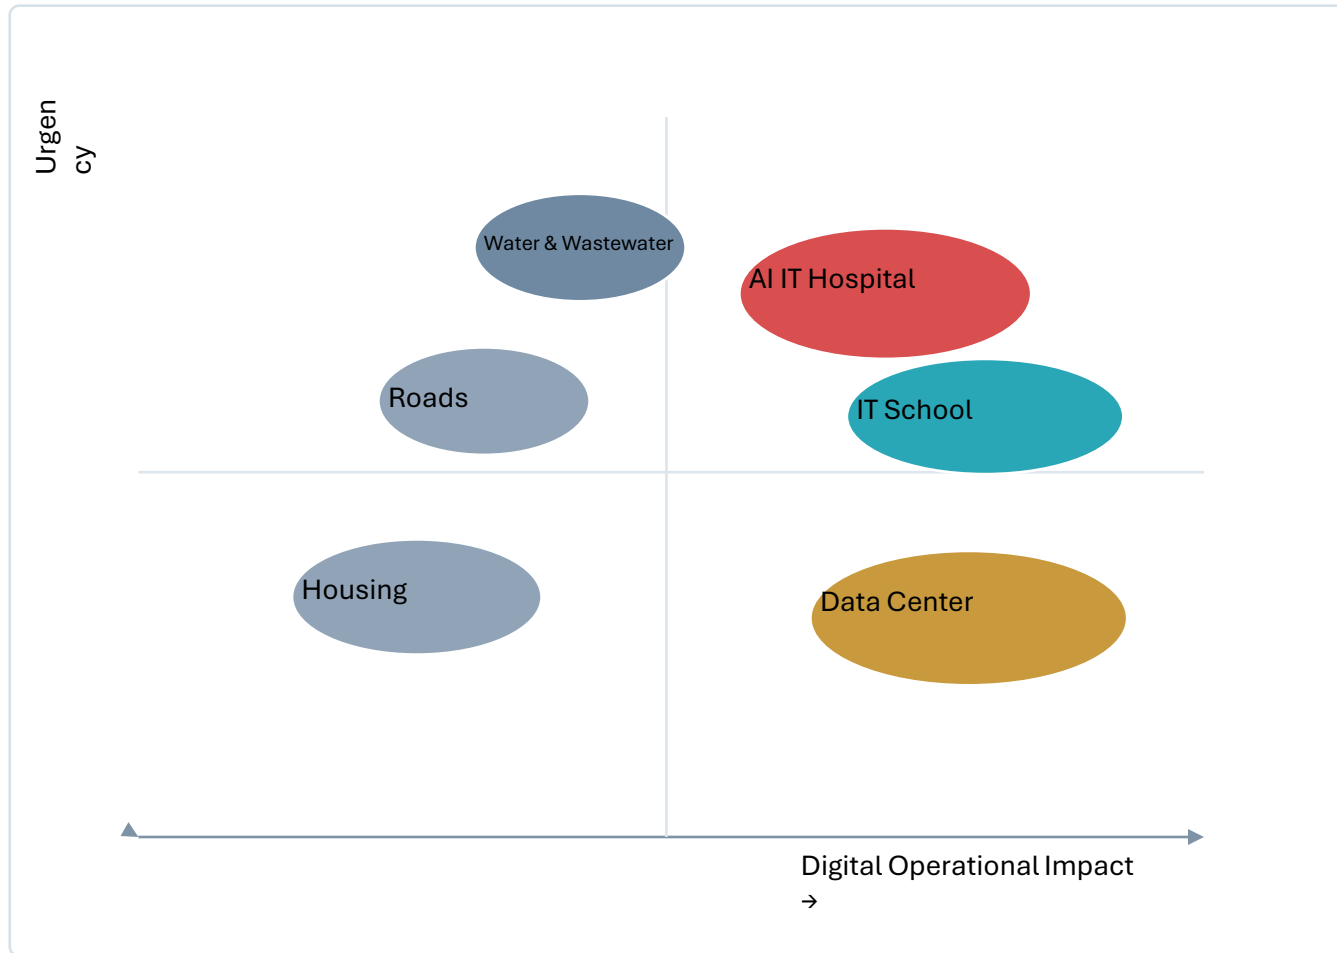 Urgen
cy
Water & Wastewater
AI IT Hospital
Roads
IT School
Housing
Data Center
Digital Operational Impact
→